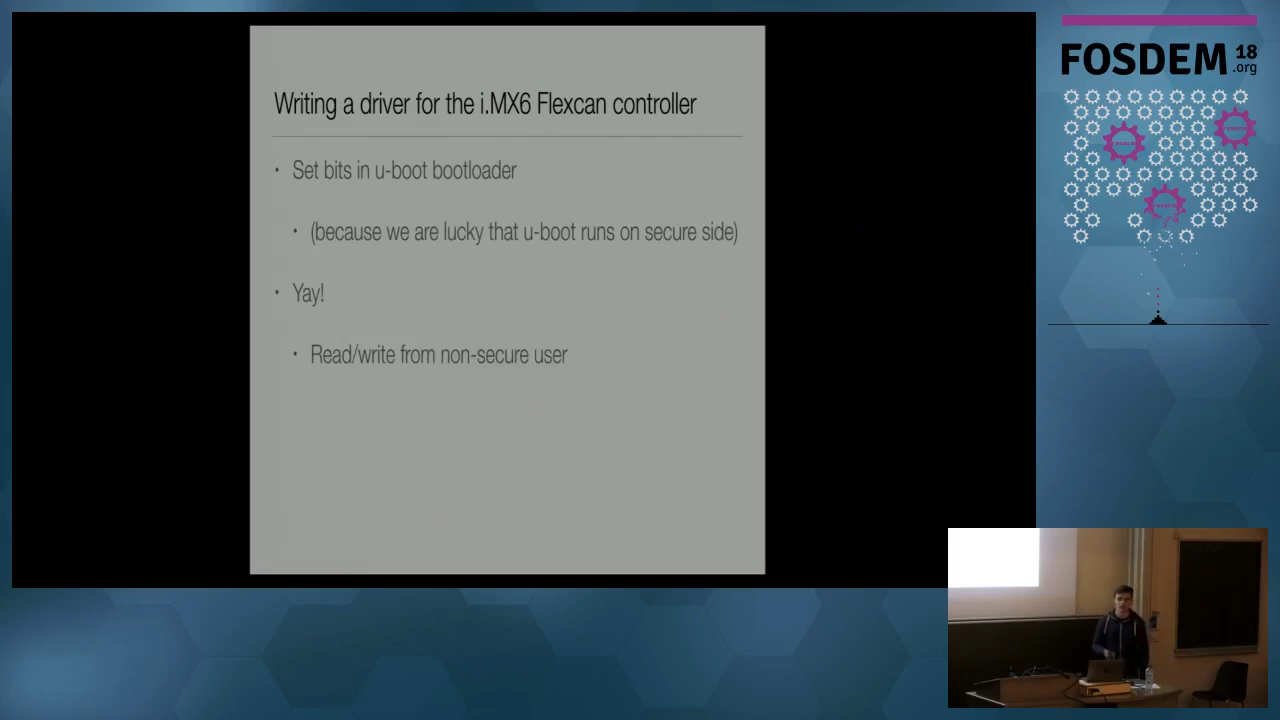 Writing a driver for the i.MX6 Flexcan controller
• Set bits in u-boot bootloader
• (because we are lucky that u-boot runs on secure side)
• Yay!
• Read/write from non-secure user
FOSDEM 18
.org